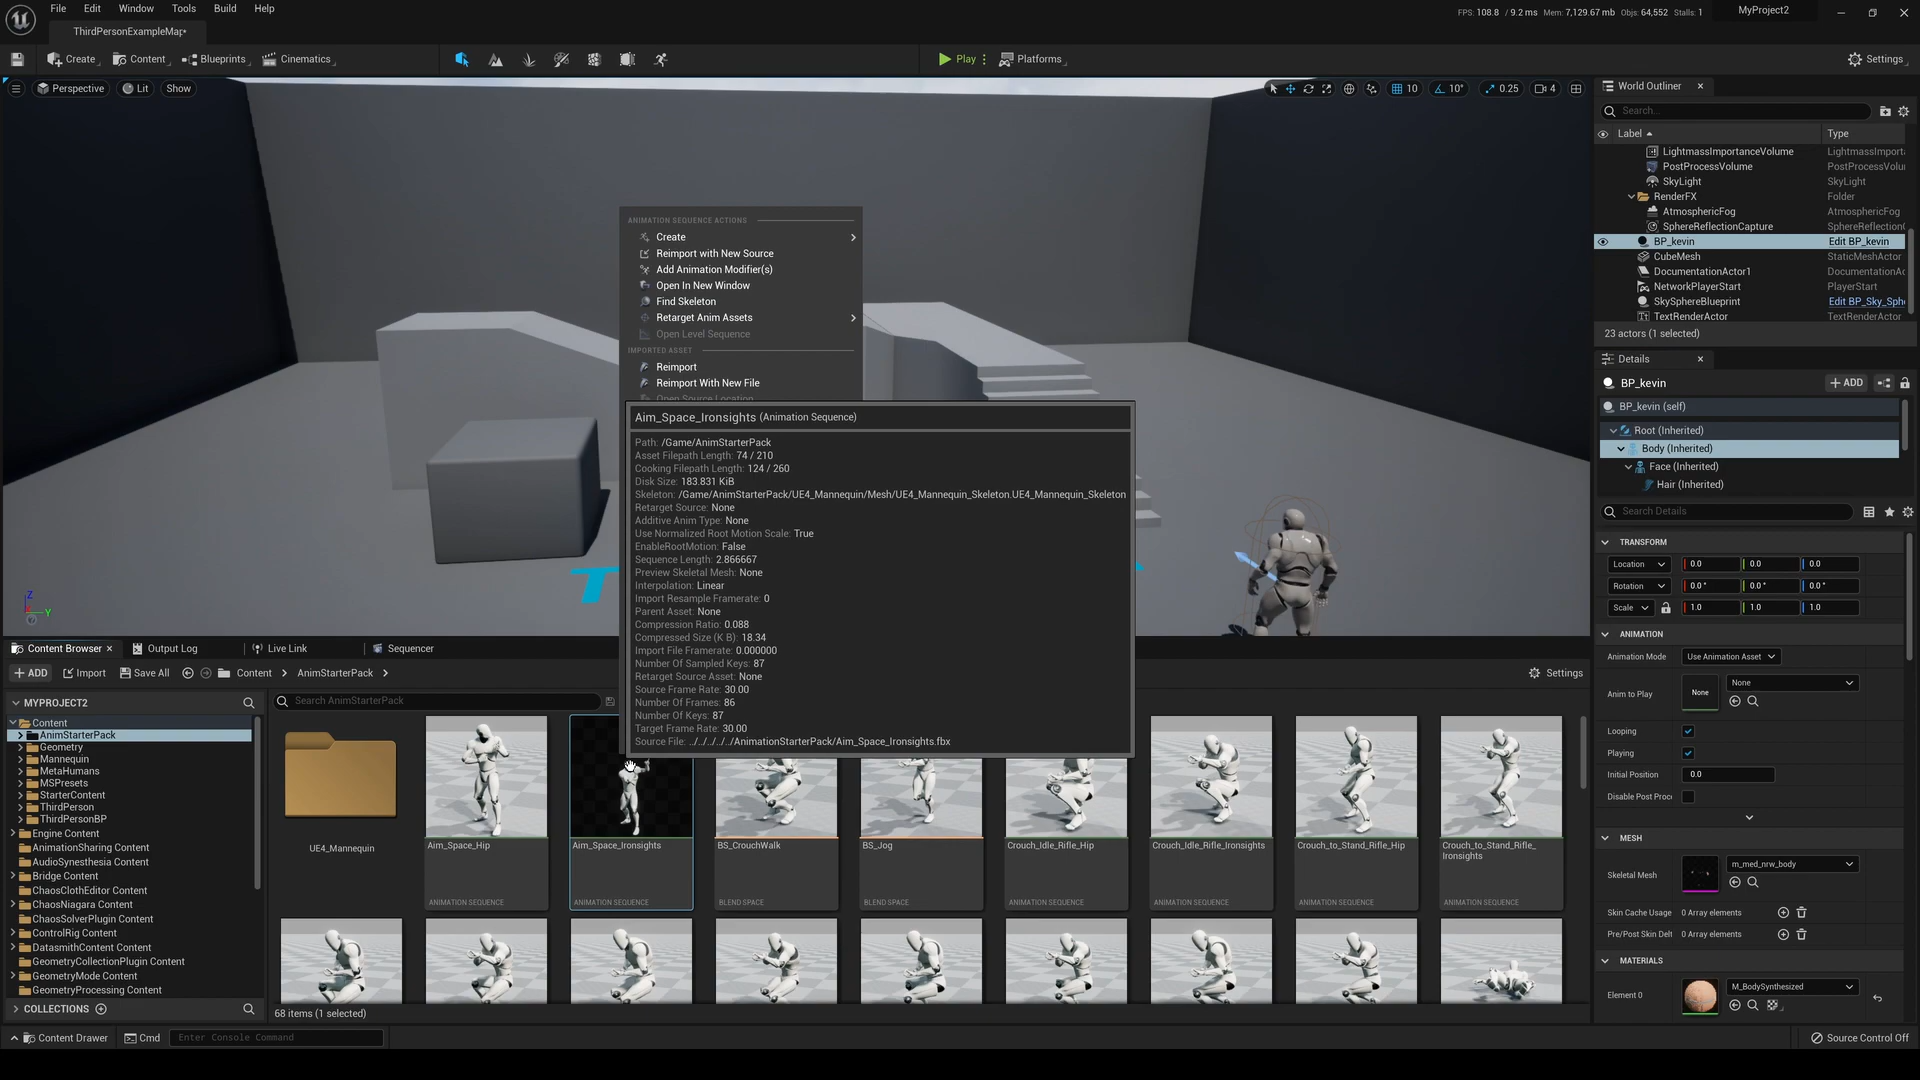 File Edit Window Tools Build Help
FPS: 108.8 / 9.2 ms Mem: 7,129.67 mb Objs: 64,552 Stalls: 1
MyProject2
ThirdPersonExampleMap*
Create Content Blueprints Cinematics Play Platforms Settings
Perspective Lit Show
10 10° 0.25 4
ANIMATION SEQUENCE ACTIONS
Create
Reimport with New Source
Add Animation Modifier(s)
Open In New Window
Find Skeleton
Retarget Anim Assets
Open Level Sequence
IMPORTED ASSET
Reimport
Reimport With New File
Open Source Location
Aim_Space_Ironsights (Animation Sequence)
Path: /Game/AnimStarterPack
Asset Filepath Length: 74 / 210
Cooking Filepath Length: 124 / 260
Disk Size: 183.831 KiB
Skeleton: /Game/AnimStarterPack/UE4_Mannequin/Mesh/UE4_Mannequin_Skeleton.UE4_Mannequin_Skeleton
Retarget Source: None
Additive Anim Type: None
Use Normalized Root Motion Scale: True
EnableRootMotion: False
Sequence Length: 2.866667
Preview Skeletal Mesh: None
Interpolation: Linear
Import Resample Framerate: 0
Parent Asset: None
Compression Ratio: 0.088
Compressed Size (K B): 18.34
Import File Framerate: 0.000000
Number Of Sampled Keys: 87
Retarget Source Asset: None
Source Frame Rate: 30.00
Number Of Frames: 86
Number Of Keys: 87
Target Frame Rate: 30.00
Source File: ../../../../../AnimationStarterPack/Aim_Space_Ironsights.fbx
T
Z
Y
World Outliner
Search...
Label Type
LightmassImportanceVolume LightmassImporta
PostProcessVolume PostProcessVolu
SkyLight SkyLight
RenderFX Folder
AtmosphericFog AtmosphericFog
SphereReflectionCapture SphereReflection
BP_kevin Edit BP_kevin
CubeMesh StaticMeshActor
DocumentationActor1 DocumentationAc
NetworkPlayerStart PlayerStart
SkySphereBlueprint Edit BP_Sky_Sph
TextRenderActor TextRenderActor
23 actors (1 selected)
Details
BP_kevin
ADD
BP_kevin (self)
Root (Inherited)
Body (Inherited)
Face (Inherited)
Hair (Inherited)
Search Details
TRANSFORM
Location 0.0 0.0 0.0
Rotation 0.0 ° 0.0 ° 0.0 °
Scale 1.0 1.0 1.0
ANIMATION
Animation Mode Use Animation Asset
Anim to Play None None
Looping
Playing
Initial Position 0.0
Disable Post Proc
MESH
Skeletal Mesh m_med_nrw_body
Skin Cache Usage 0 Array elements
Pre/Post Skin Delt 0 Array elements
MATERIALS
Element 0 M_BodySynthesized
Content Browser Output Log Live Link Sequencer
ADD Import Save All Content AnimStarterPack Settings
MYPROJECT2
Search AnimStarterPack
Content
AnimStarterPack
Geometry
Mannequin
MetaHumans
MSPresets
StarterContent
ThirdPerson
ThirdPersonBP
Engine Content
AnimationSharing Content
AudioSynesthesia Content
Bridge Content
ChaosClothEditor Content
ChaosNiagara Content
ChaosSolverPlugin Content
ControlRig Content
DatasmithContent Content
GeometryCollectionPlugin Content
GeometryMode Content
GeometryProcessing Content
COLLECTIONS
UE4_Mannequin
Aim_Space_Hip
ANIMATION SEQUENCE
Aim_Space_Ironsights
ANIMATION SEQUENCE
BS_CrouchWalk
BLEND SPACE
BS_Jog
BLEND SPACE
Crouch_Idle_Rifle_Hip
ANIMATION SEQUENCE
Crouch_Idle_Rifle_Ironsights
ANIMATION SEQUENCE
Crouch_to_Stand_Rifle_Hip
ANIMATION SEQUENCE
Crouch_to_Stand_Rifle_
Ironsights
ANIMATION SEQUENCE
68 items (1 selected)
Content Drawer Cmd Enter Console Command Source Control Off